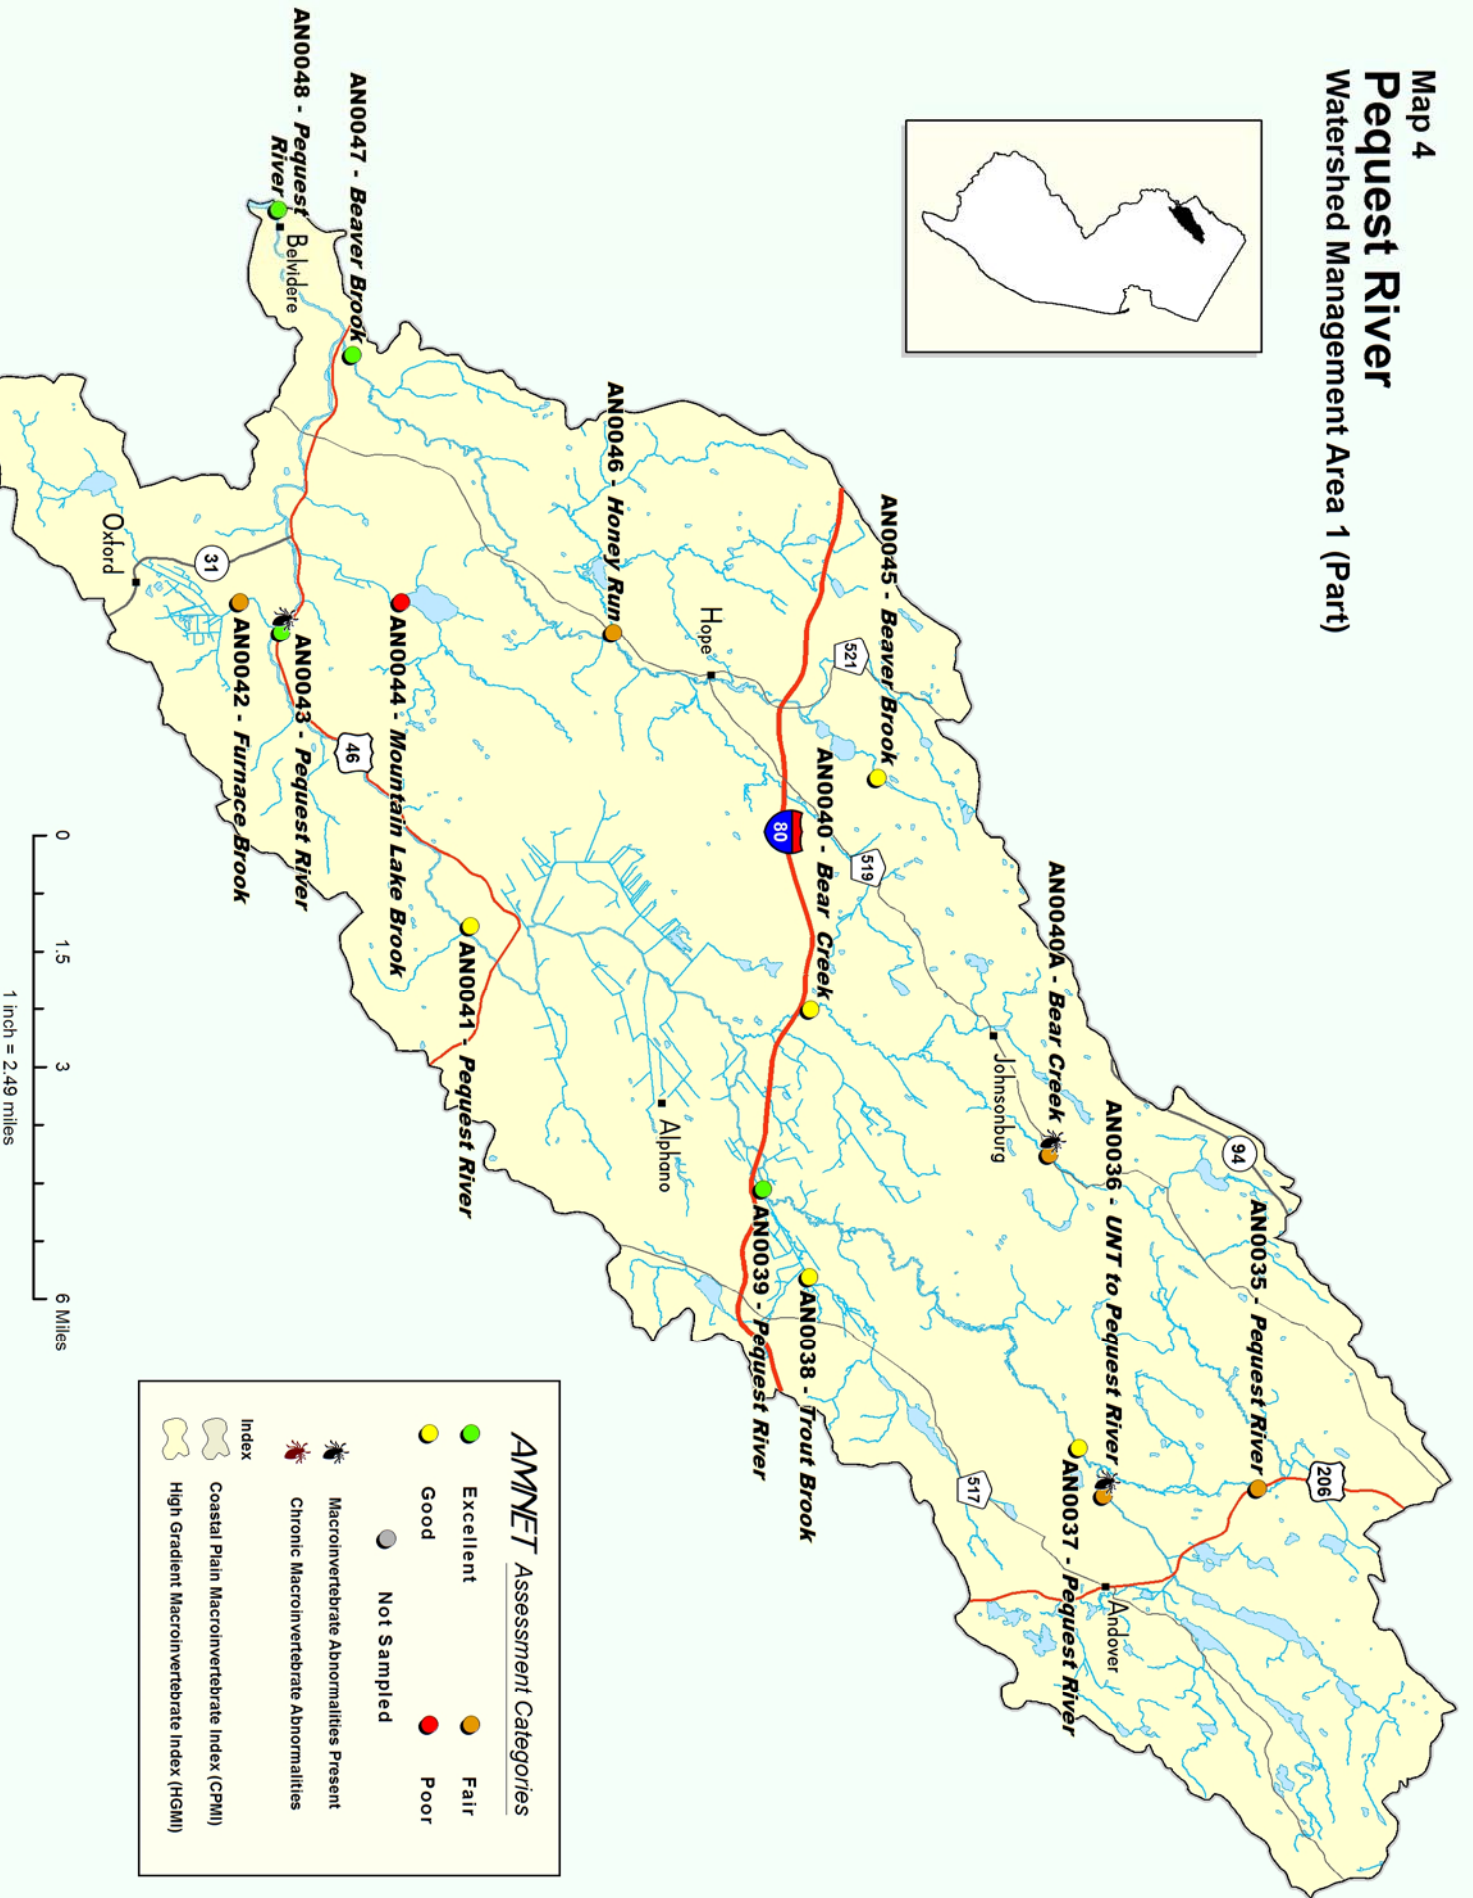 Map 4
Pequest River
Watershed Management Area 1 (Part)
AN0048 - Pequest
River
Belvidere
AN0047 - Beaver Brook
AN0046 - Honey Run
AN0045 - Beaver Brook
Hope
521
519
80
AN0040 - Bear Creek
AN0040A - Bear Creek
Johnsonburg
94
AN0036 - UNT to Pequest River
AN0035 - Pequest River
206
AN0037 - Pequest River
Andover
517
AN0038 - Trout Brook
AN0039 - Pequest River
Alphano
AN0041 - Pequest River
AN0044 - Mountain Lake Brook
46
AN0043 - Pequest River
AN0042 - Furnace Brook
31
Oxford
0 1.5 3 6 Miles
1 inch = 2.49 miles
AMNET Assessment Categories
Excellent Fair
Good Poor
Not Sampled
Macroinvertebrate Abnormalities Present
Chronic Macroinvertebrate Abnormalities
Index
Coastal Plain Macroinvertebrate Index (CPMI)
High Gradient Macroinvertebrate Index (HGMI)